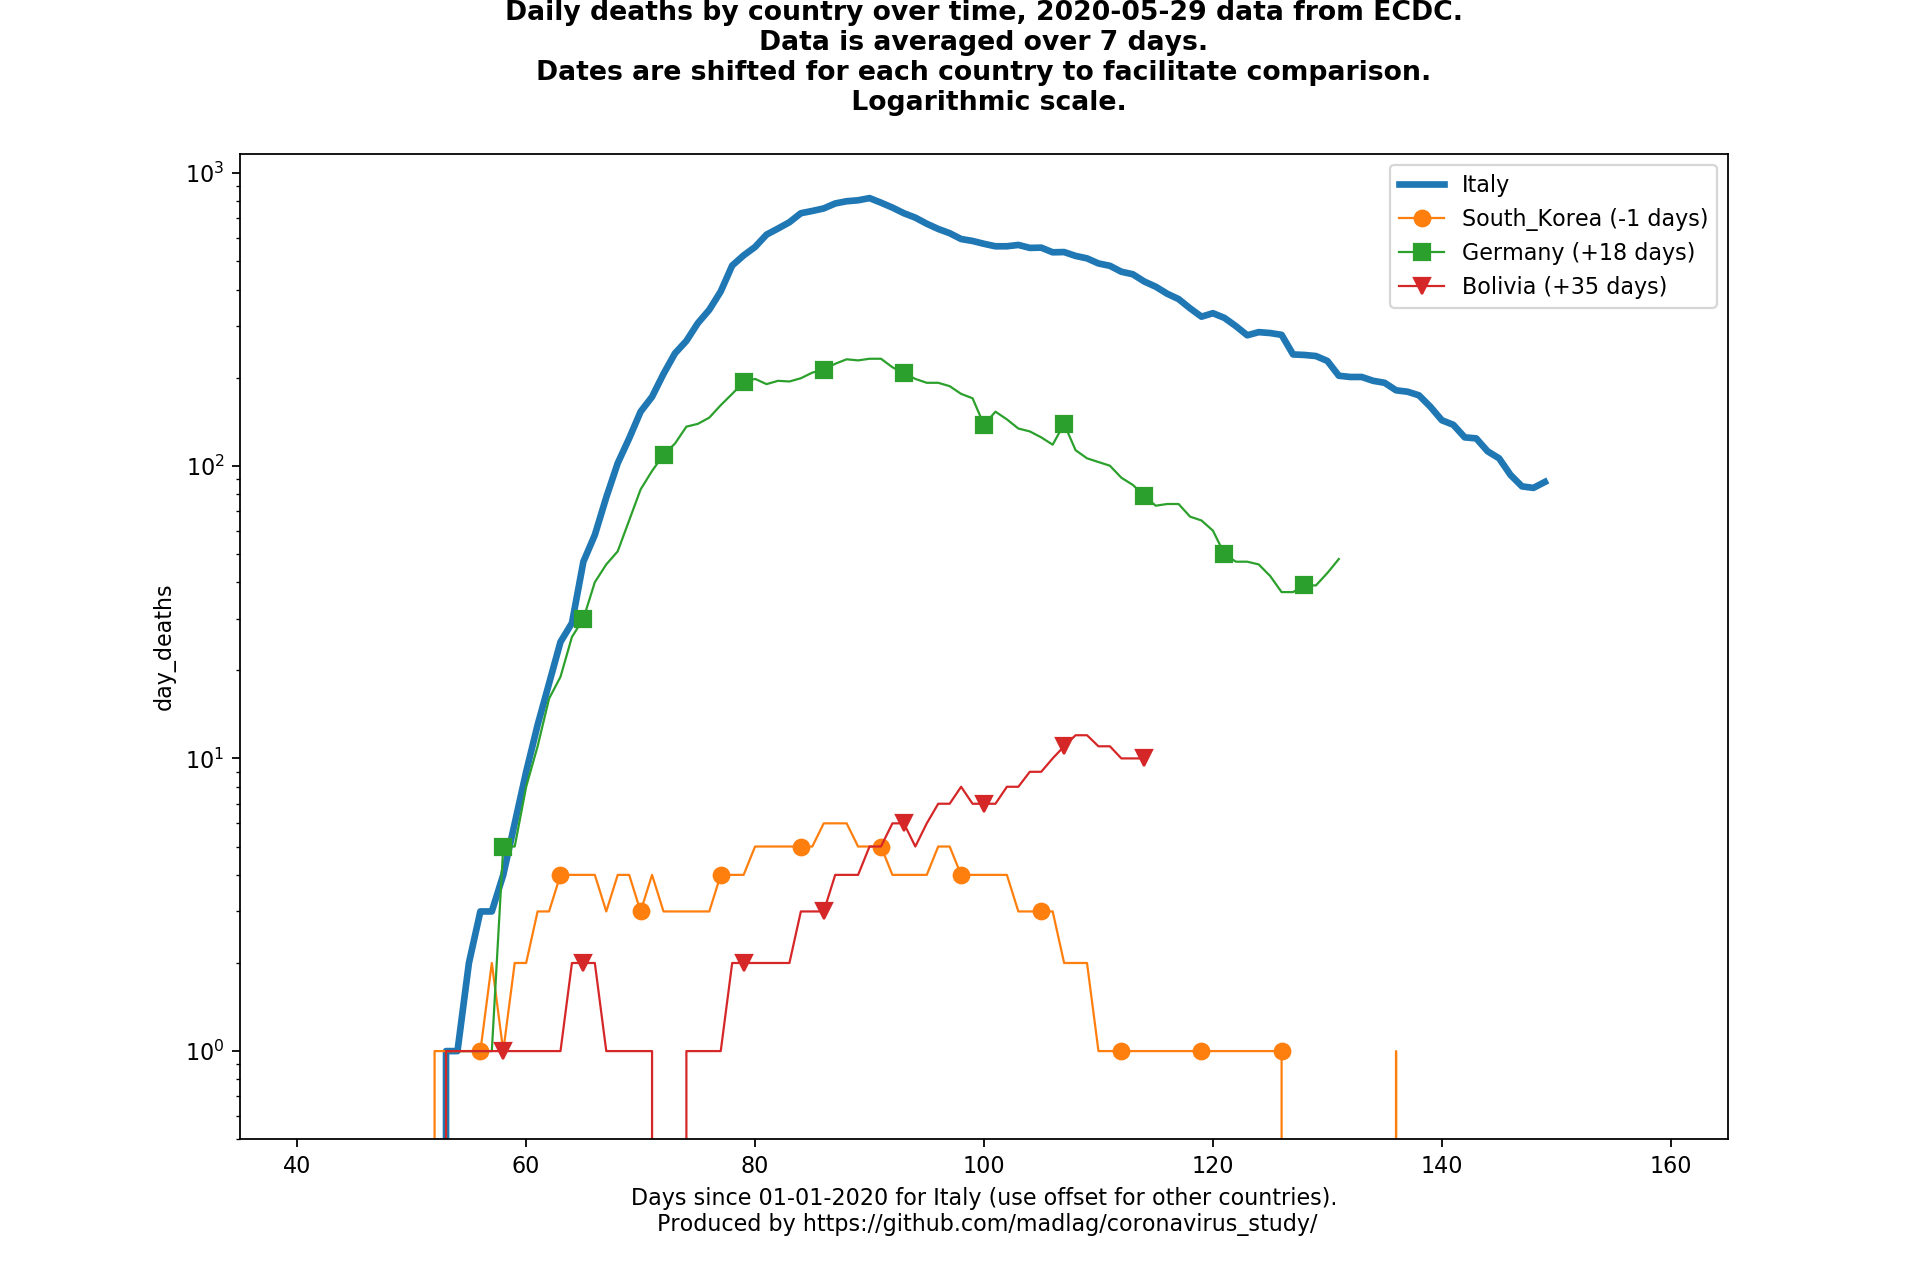 Daily deaths by country over time, 2020-05-29 data from ECDC.
Data is averaged over 7 days.
Dates are shifted for each country to facilitate comparison.
Logarithmic scale.
10³
10²
10¹
10⁰
day_deaths
Italy
South_Korea (-1 days)
Germany (+18 days)
Bolivia (+35 days)
40 60 80 100 120 140 160
Days since 01-01-2020 for Italy (use offset for other countries).
Produced by https://github.com/madlag/coronavirus_study/